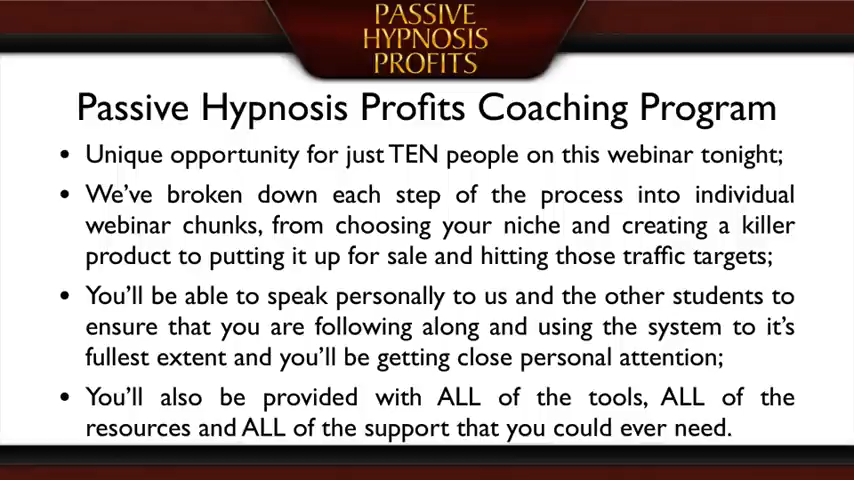 PASSIVE
HYPNOSIS
PROFITS
Passive Hypnosis Profits Coaching Program
• Unique opportunity for just TEN people on this webinar tonight;
• We've broken down each step of the process into individual
webinar chunks, from choosing your niche and creating a killer
product to putting it up for sale and hitting those traffic targets;
• You'll be able to speak personally to us and the other students to
ensure that you are following along and using the system to it's
fullest extent and you'll be getting close personal attention;
• You'll also be provided with ALL of the tools, ALL of the
resources and ALL of the support that you could ever need.